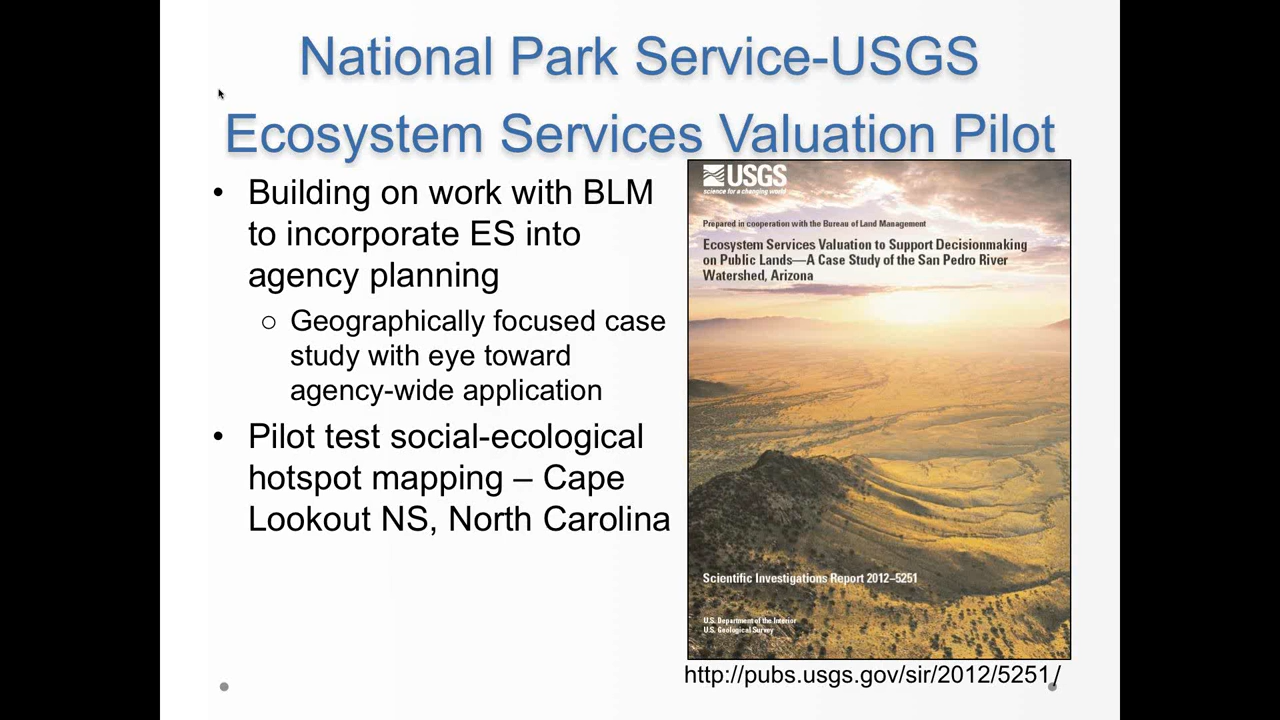 National Park Service-USGS
Ecosystem Services Valuation Pilot
• Building on work with BLM
to incorporate ES into
agency planning
○ Geographically focused case
study with eye toward
agency-wide application
• Pilot test social-ecological
hotspot mapping – Cape
Lookout NS, North Carolina
USGS
science for a changing world
Prepared in cooperation with the Bureau of Land Management
Ecosystem Services Valuation to Support Decisionmaking
on Public Lands—A Case Study of the San Pedro River
Watershed, Arizona
Scientific Investigations Report 2012–5251
U.S. Department of the Interior
U.S. Geological Survey
http://pubs.usgs.gov/sir/2012/5251/